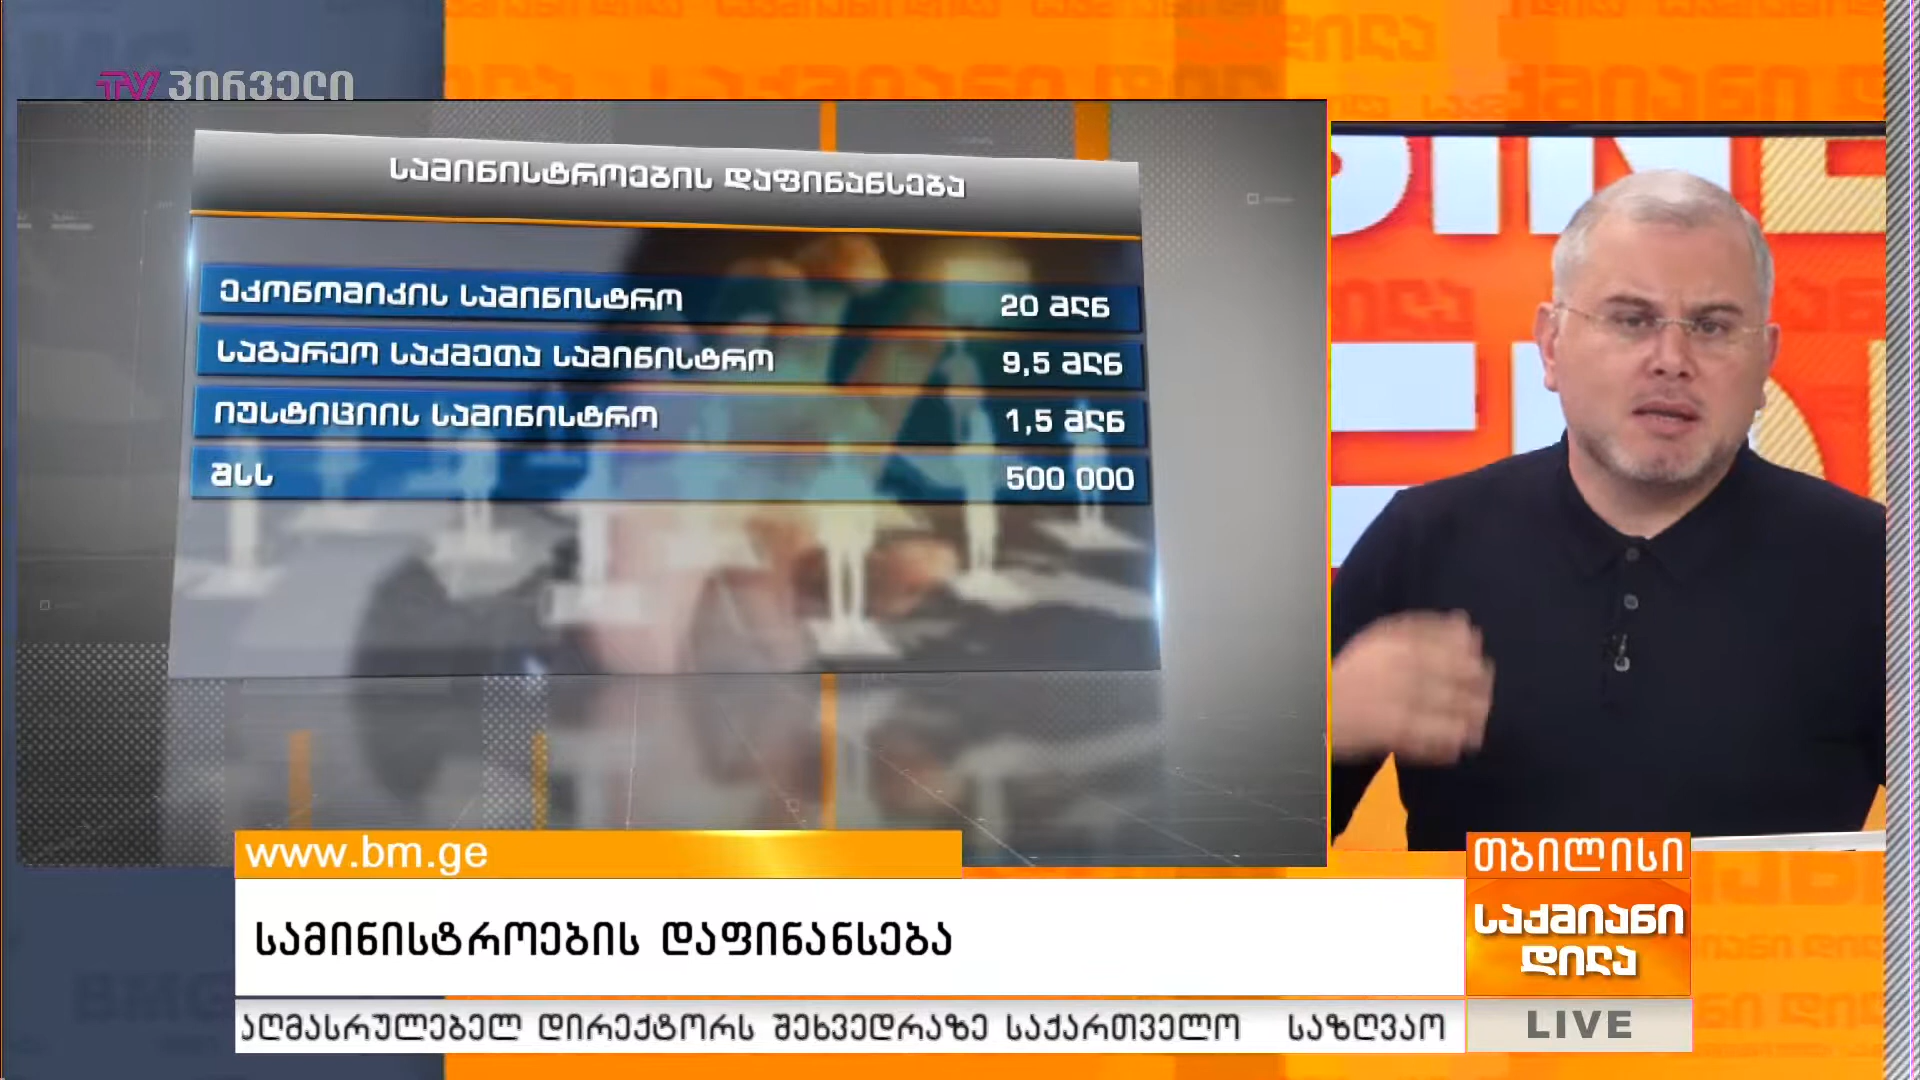 TV პირველი
სამინისტროების დაფინანსება
ეკონომიკის სამინისტრო 20 მლნ
საგარეო საქმეთა სამინისტრო 9,5 მლნ
იუსტიციის სამინისტრო 1,5 მლნ
შსს 500 000
www.bm.ge
თბილისი
სამინისტროების დაფინანსება
საქმიანი
დილა
აღმასრულებელ დირექტორს შეხვედრაზე საქართველო საზღვაო
LIVE